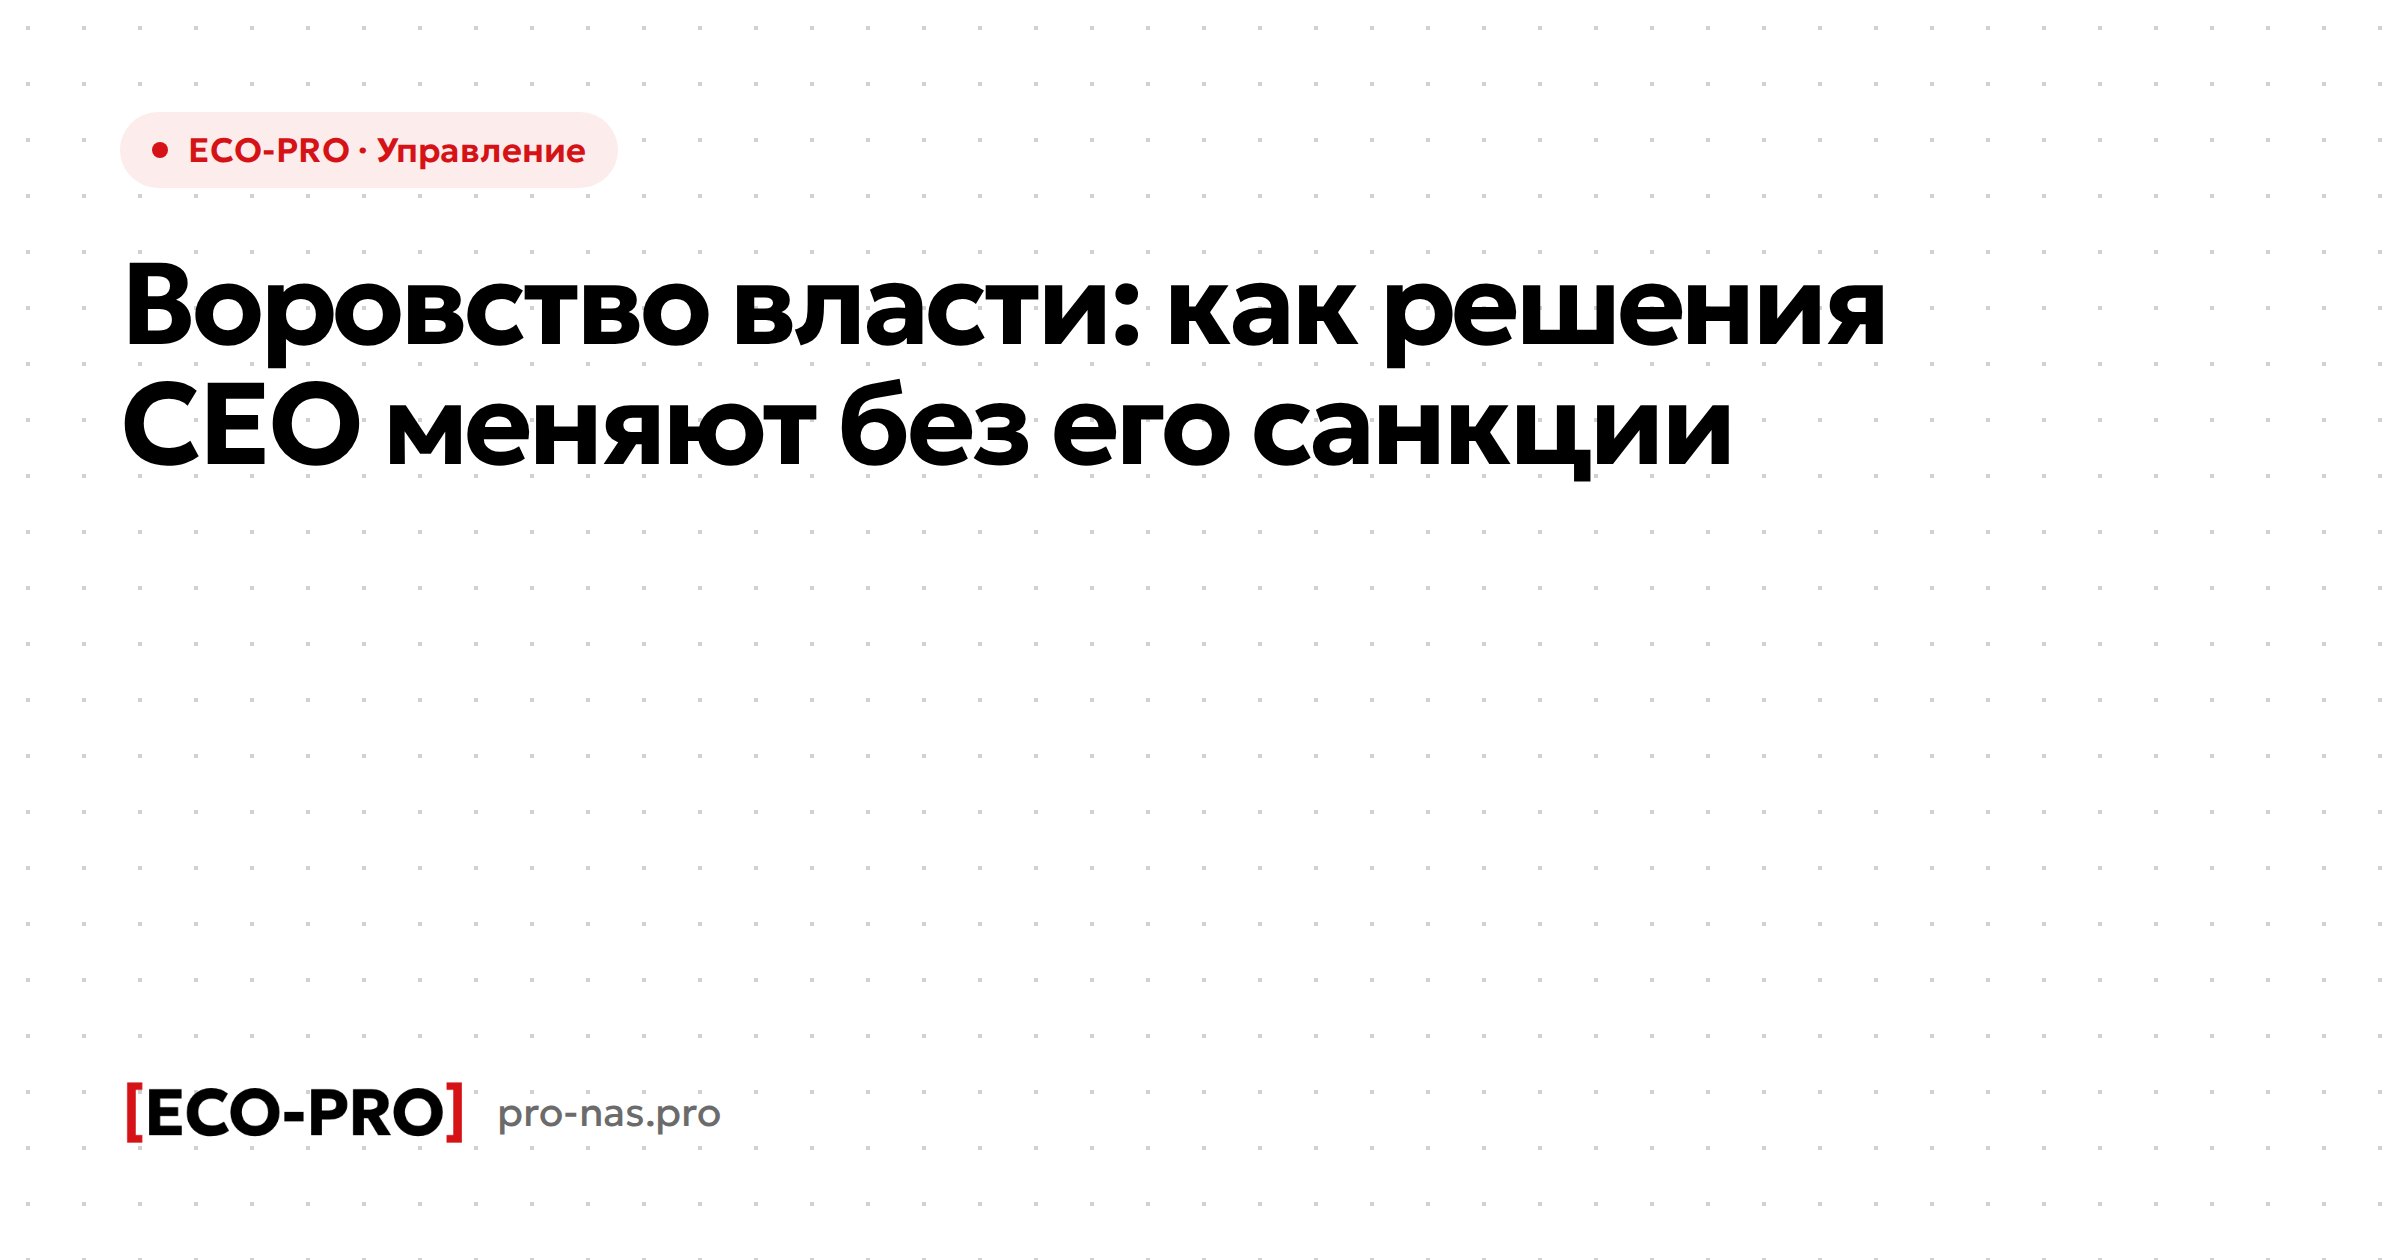 ECO-PRO · Управление
Воровство власти: как решения
CEO меняют без его санкции
[ECO-PRO] pro-nas.pro